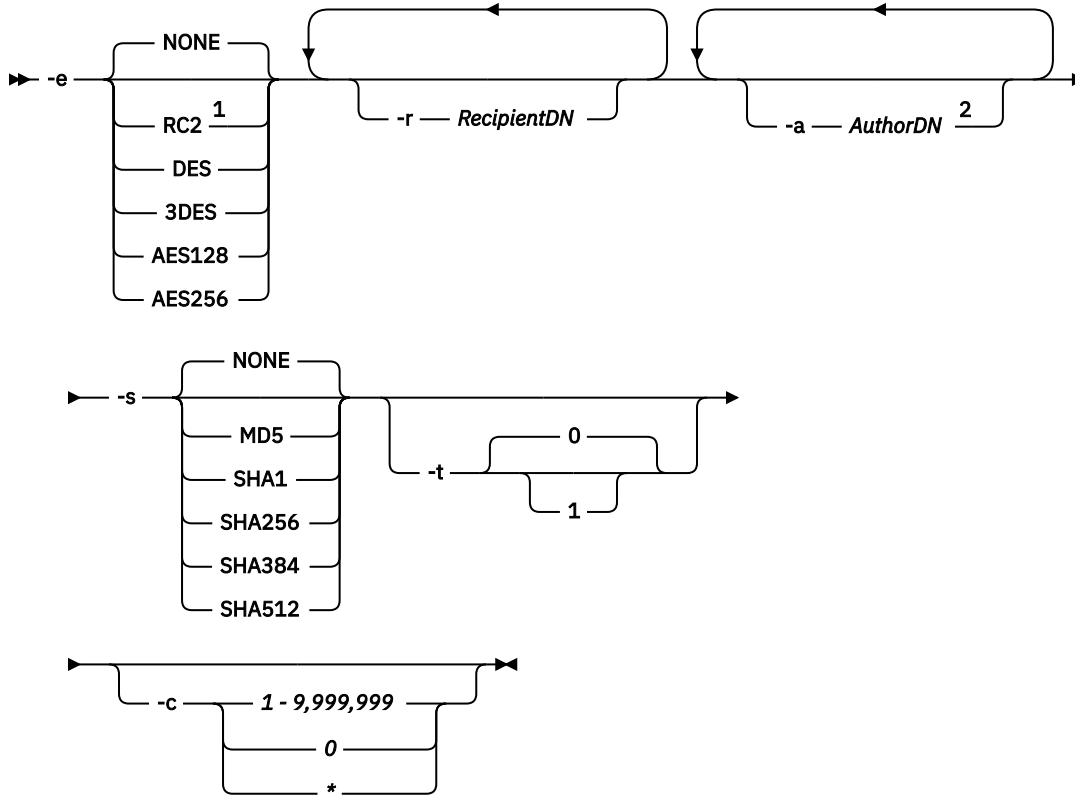 NONE
-e
RC2 1
DES
3DES
AES128
AES256
-r RecipientDN
-a AuthorDN 2
NONE
-s
MD5
SHA1
SHA256
SHA384
SHA512
0
-t
1
-c 1 - 9,999,999
0
*